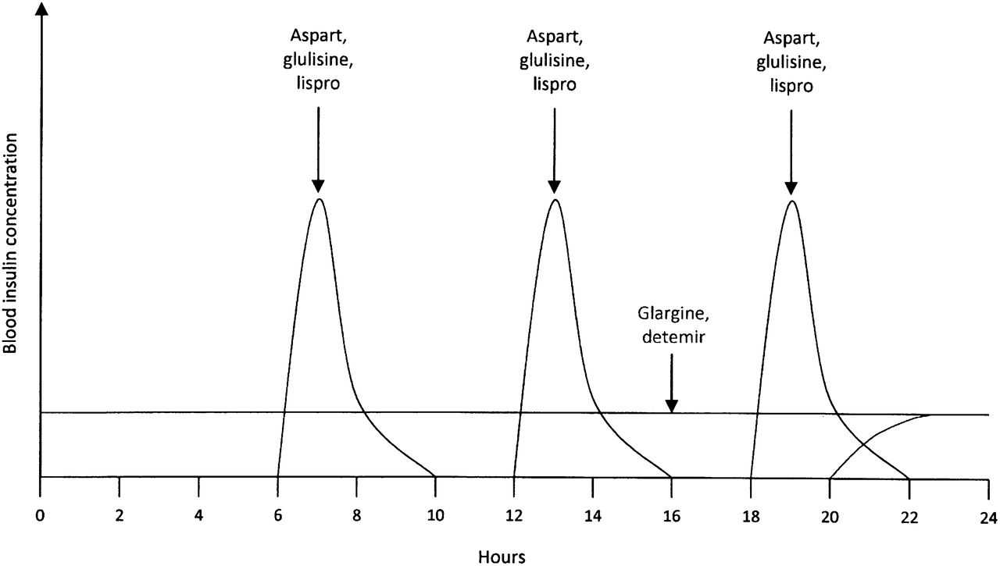 Aspart,
glulisine,
lispro
Aspart,
glulisine,
lispro
Aspart,
glulisine,
lispro
Glargine,
detemir
Blood insulin concentration
0 2 4 6 8 10 12 14 16 18 20 22 24
Hours